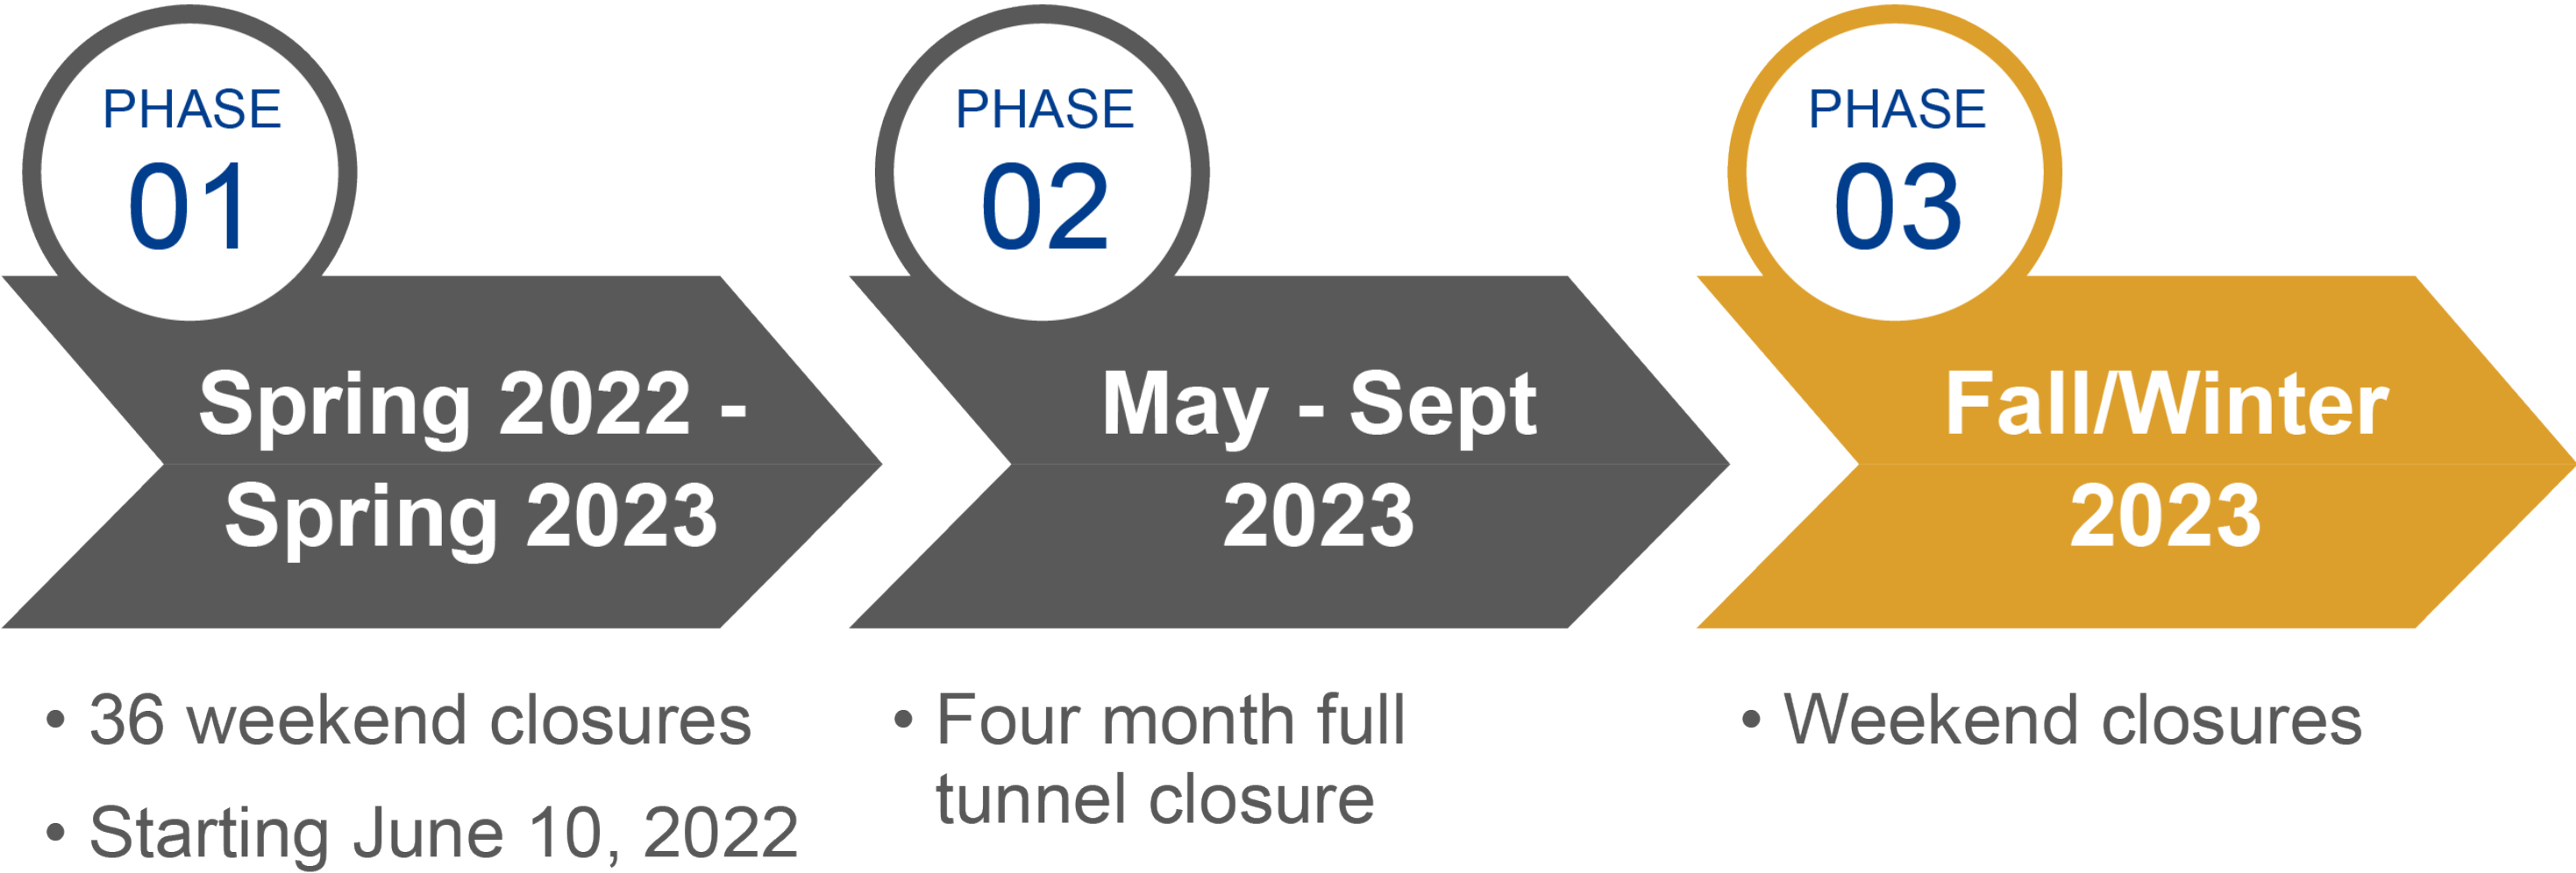 PHASE
01
Spring 2022 -
Spring 2023
• 36 weekend closures
• Starting June 10, 2022
PHASE
02
May - Sept
2023
• Four month full
tunnel closure
PHASE
03
Fall/Winter
2023
• Weekend closures